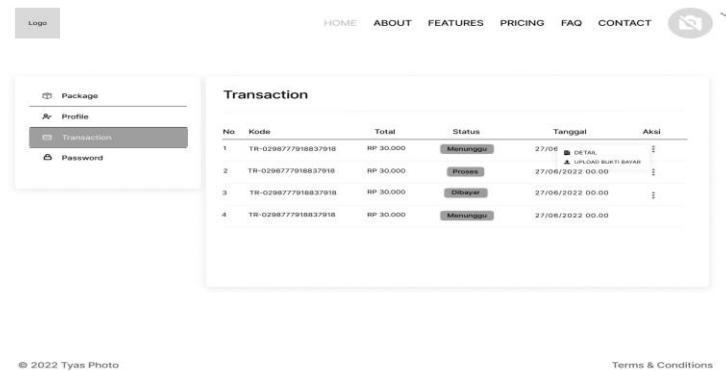 Logo
HOME ABOUT FEATURES PRICING FAQ CONTACT
Package
Profile
Transaction
Password
Transaction
No Kode Total Status Tanggal Aksi
1 TR-0298777918837918 RP 30.000 Menunggu 27/06
DETAIL
UPLOAD BUKTI BAYAR
2 TR-0298777918837918 RP 30.000 Proses 27/06/2022 00.00
3 TR-0298777918837918 RP 30.000 Dibayar 27/06/2022 00.00
4 TR-0298777918837918 RP 30.000 Menunggu 27/06/2022 00.00
© 2022 Tyas Photo
Terms & Conditions